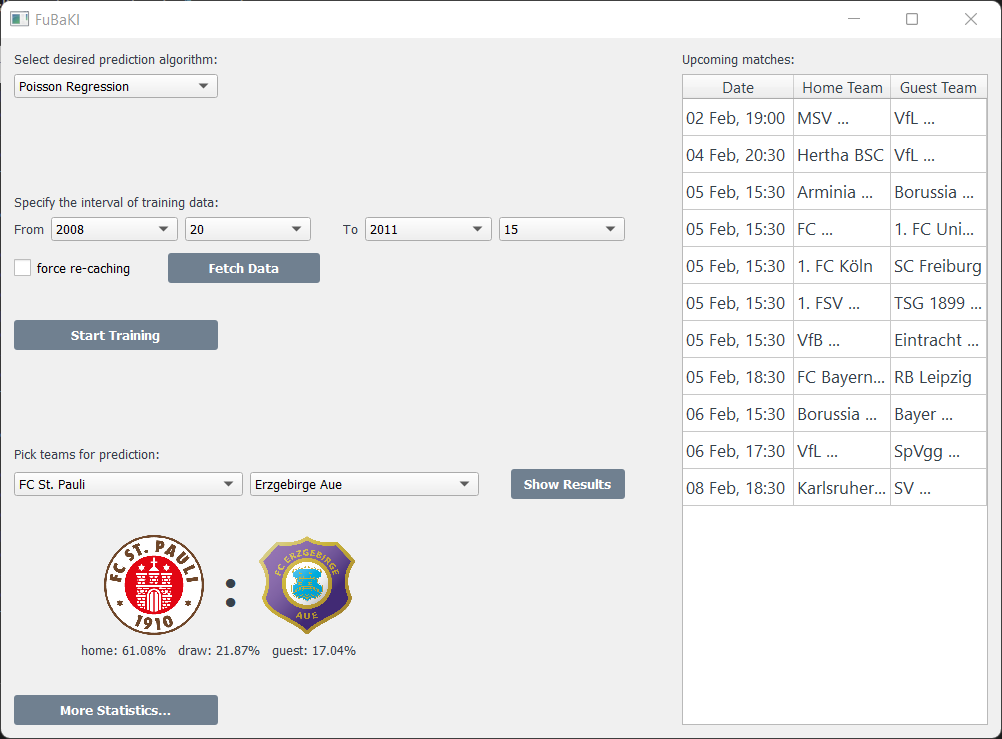 FuBaKI
Select desired prediction algorithm:
Poisson Regression
Specify the interval of training data:
From 2008 20 To 2011 15
force re-caching Fetch Data
Start Training
Pick teams for prediction:
FC St. Pauli Erzgebirge Aue Show Results
FC ST. PAULI
1910
:
FC ERZGEBIRGE
AUE
home: 61.08% draw: 21.87% guest: 17.04%
More Statistics...
Upcoming matches:
Date Home Team Guest Team
02 Feb, 19:00 MSV ... VfL ...
04 Feb, 20:30 Hertha BSC VfL ...
05 Feb, 15:30 Arminia ... Borussia ...
05 Feb, 15:30 FC ... 1. FC Uni...
05 Feb, 15:30 1. FC Köln SC Freiburg
05 Feb, 15:30 1. FSV ... TSG 1899 ...
05 Feb, 15:30 VfB ... Eintracht ...
05 Feb, 18:30 FC Bayern... RB Leipzig
06 Feb, 15:30 Borussia ... Bayer ...
06 Feb, 17:30 VfL ... SpVgg ...
08 Feb, 18:30 Karlsruher... SV ...